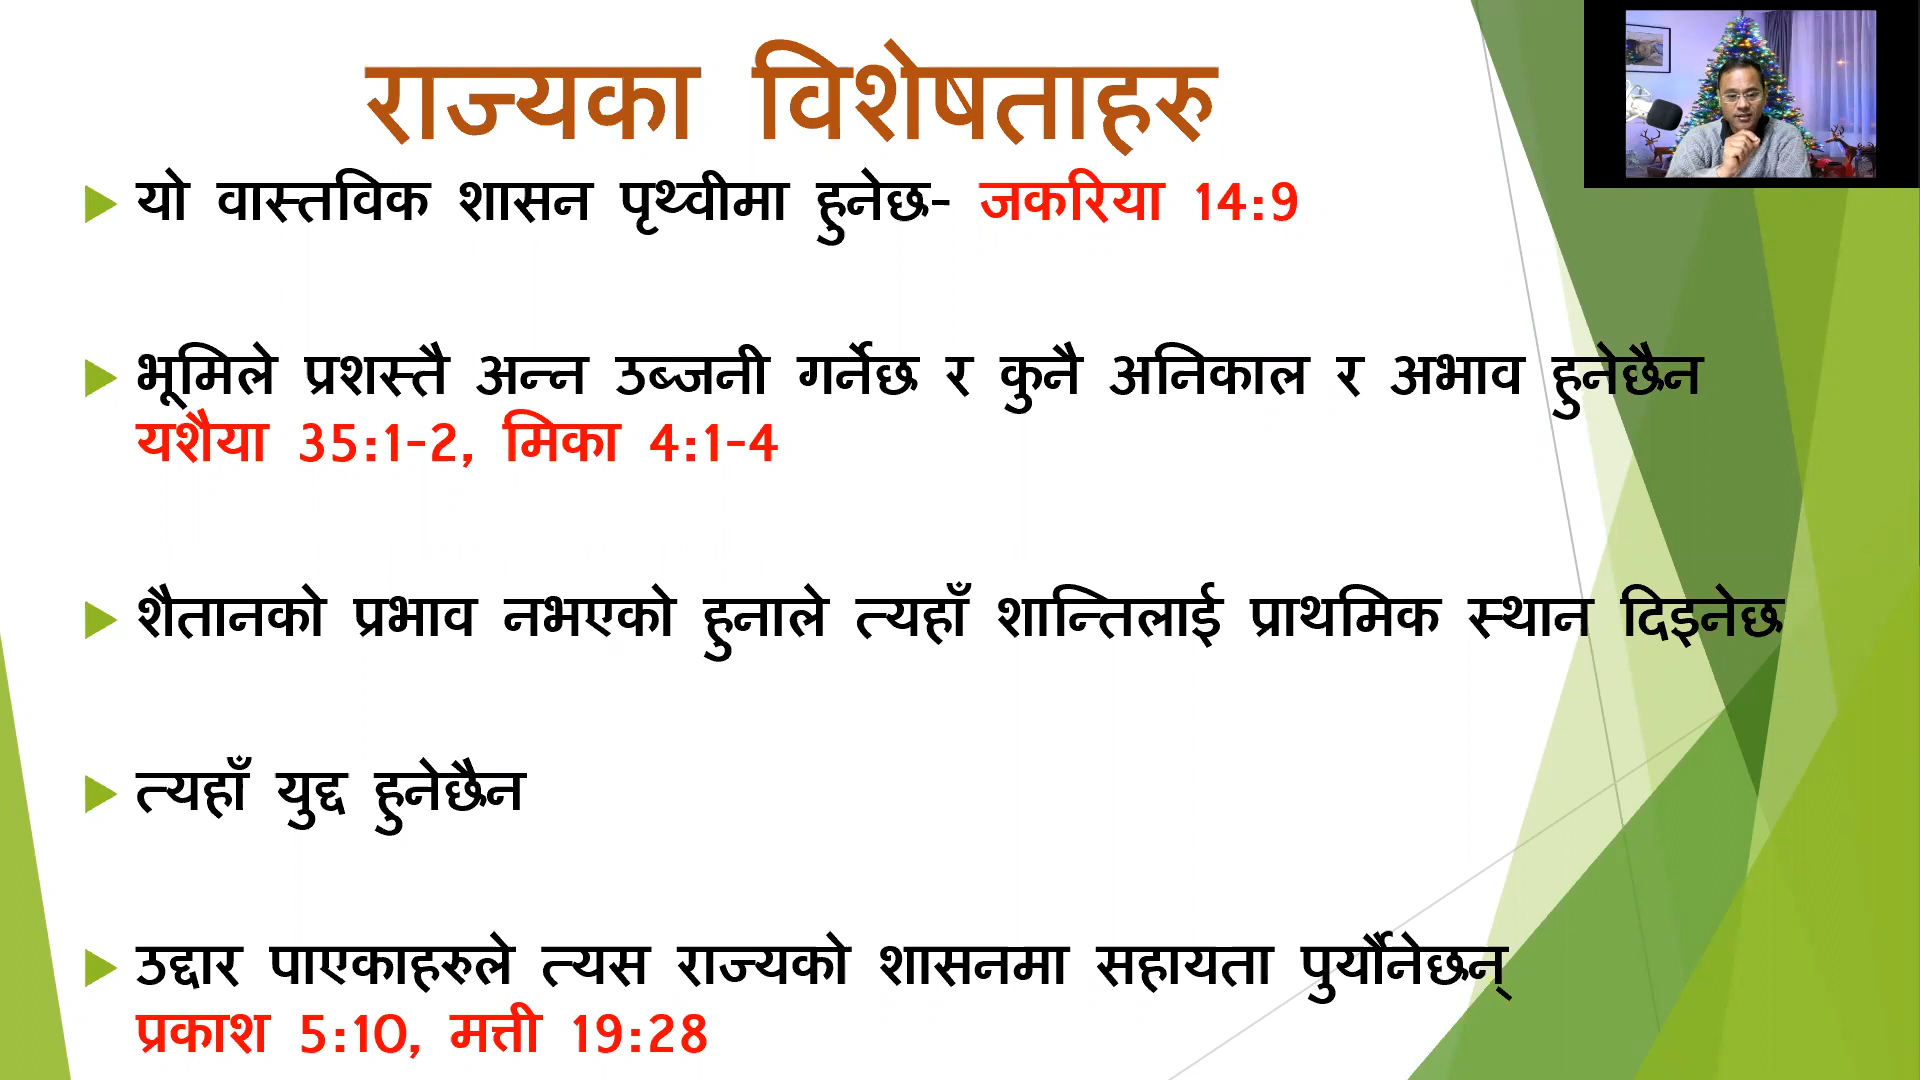 राज्यका विशेषताहरु
यो वास्तविक शासन पृथ्वीमा हुनेछ- जकरिया 14:9
भूमिले प्रशस्तै अन्न उब्जनी गर्नेछ र कुनै अनिकाल र अभाव हुनेछैन
यशैया 35:1-2, मिका 4:1-4
शैतानको प्रभाव नभएको हुनाले त्यहाँ शान्तिलाई प्राथमिक स्थान दिइनेछ
त्यहाँ युद्द हुनेछैन
उद्दार पाएकाहरुले त्यस राज्यको शासनमा सहायता पुर्यौनेछन्
प्रकाश 5:10, मत्ती 19:28